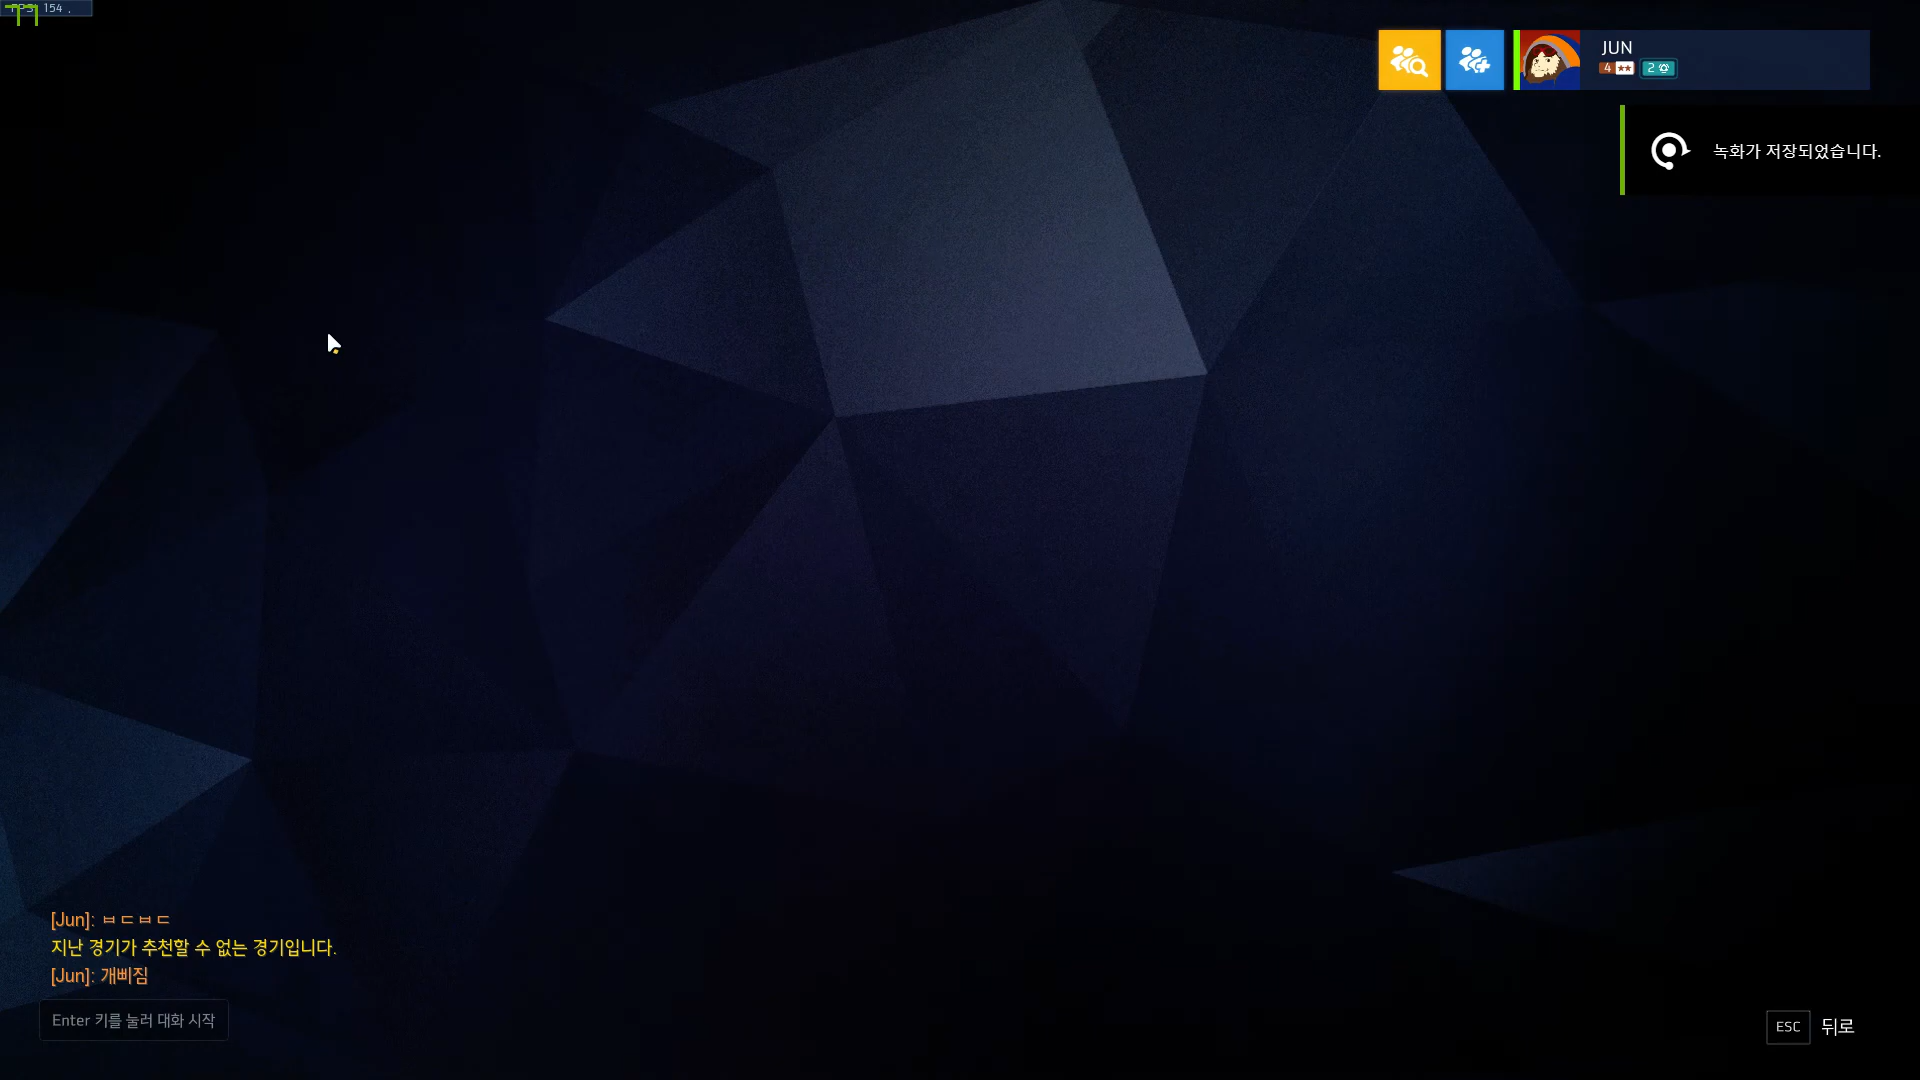 FPS: 154
JUN
4
2
녹화가 저장되었습니다.
[Jun]: ㅂㄷㅂㄷ
지난 경기가 추천할 수 없는 경기입니다.
[Jun]: 개삐짐
Enter 키를 눌러 대화 시작
ESC 뒤로